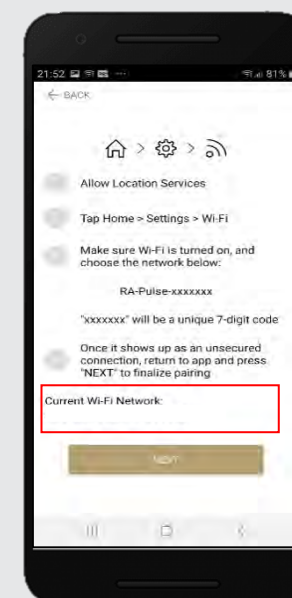 21:52 81%
← BACK
> >
Allow Location Services
Tap Home > Settings > Wi-Fi
Make sure Wi-Fi is turned on, and
choose the network below:
RA-Pulse-xxxxxxx
"xxxxxxx" will be a unique 7-digit code
Once it shows up as an unsecured
connection, return to app and press
"NEXT" to finalize pairing
Current Wi-Fi Network:
NEXT